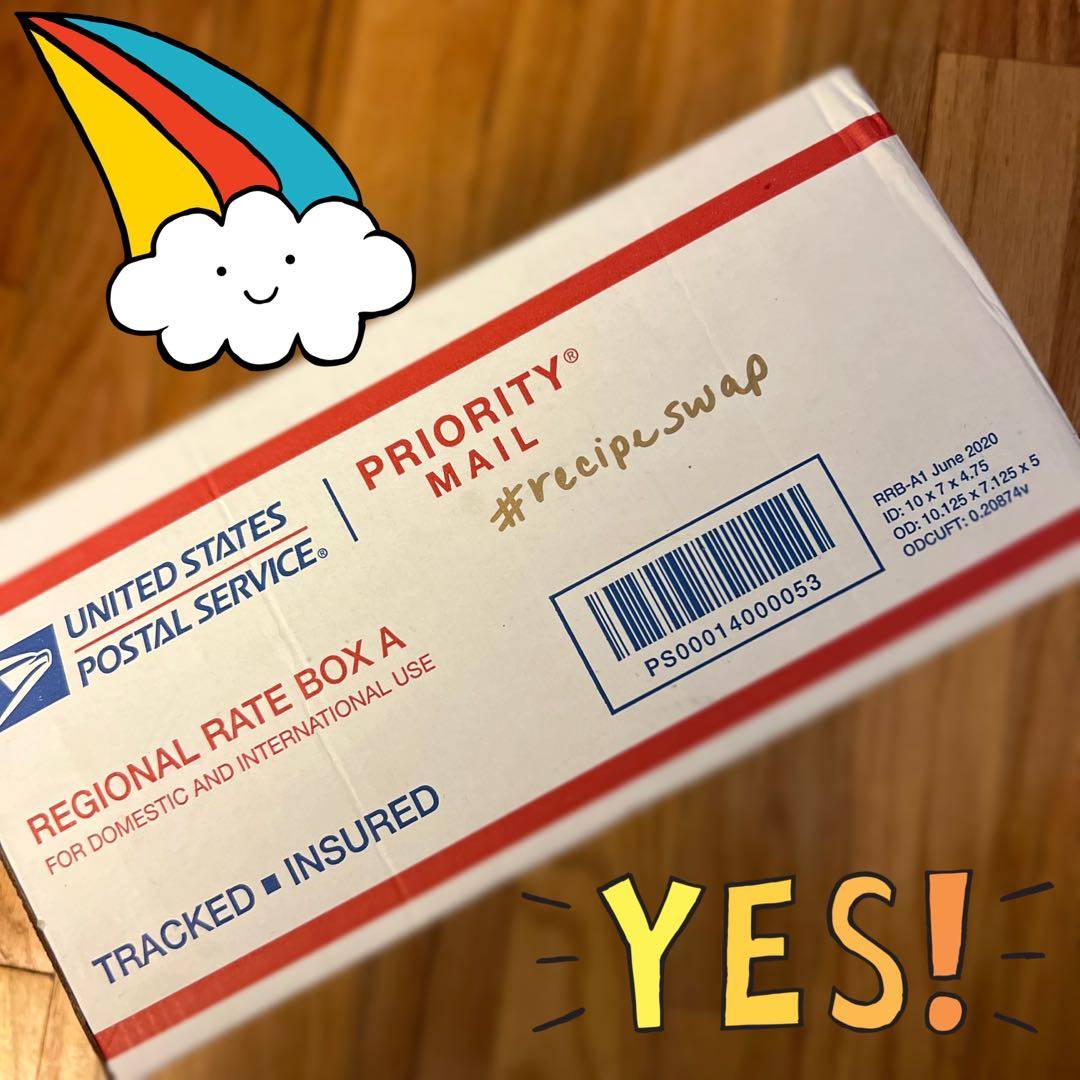 UNITED STATES
POSTAL SERVICE®
PRIORITY®
MAIL
#recipeswap
REGIONAL RATE BOX A
FOR DOMESTIC AND INTERNATIONAL USE
TRACKED ■ INSURED
PS00014000053
RRB-A1 June 2020
ID: 10 x 7 x 4.75
OD: 10.125 x 7.125 x 5
ODCUFT: 0.20874v
YES!